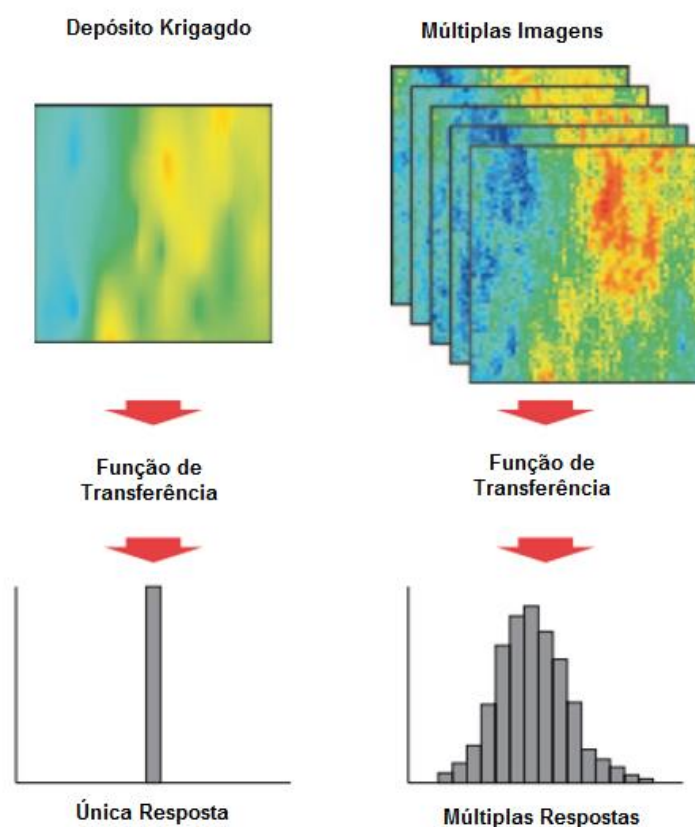 Depósito Krigagdo
Múltiplas Imagens
Função de
Transferência
Função de
Transferência
Única Resposta
Múltiplas Respostas